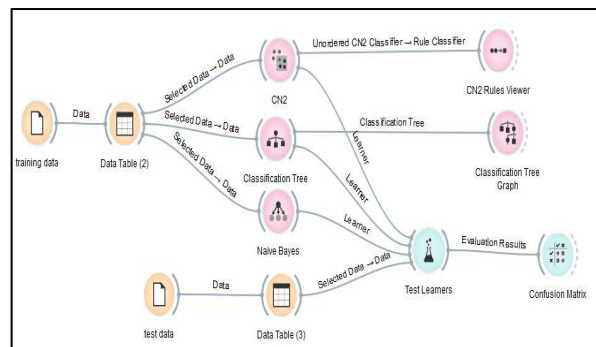 Unordered CN2 Classifier → Rule Classifier
CN2 Rules Viewer
Selected Data → Data
CN2
Data
Selected Data → Data
Classification Tree
training data
Data Table (2)
Selected Data → Data
Classification Tree
Learner
Classification Tree
Graph
Learner
Naive Bayes
Learner
Evaluation Results
Test Learners
Confusion Matrix
Data
Selected Data → Data
test data
Data Table (3)